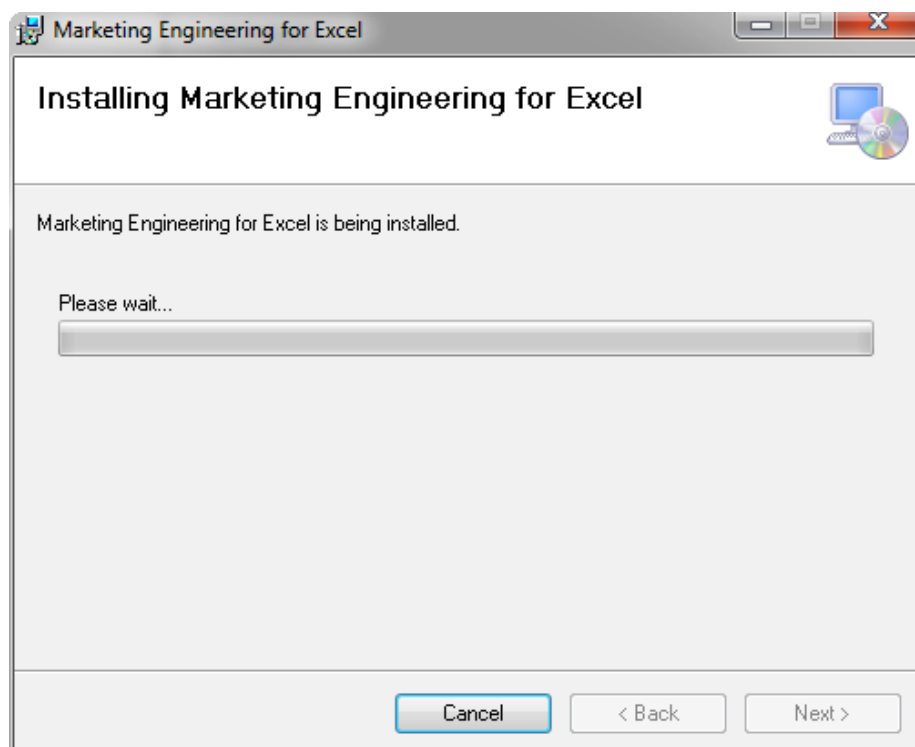 Marketing Engineering for Excel
Installing Marketing Engineering for Excel
Marketing Engineering for Excel is being installed.
Please wait...
Cancel
< Back
Next >